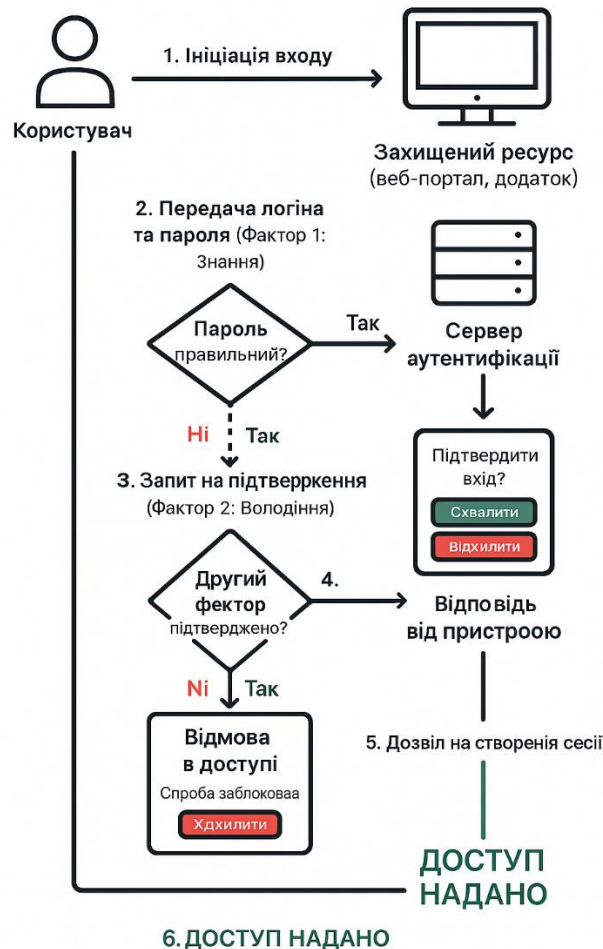 1. Ініціація входу
Користувач
Захищений ресурс
(веб-портал, додаток)
2. Передача логіна
та пароля (Фактор 1:
Знання)
Пароль
правильний?
Так
Сервер
аутентифікації
Ні Так
Підтвердити
вхід?
Схвалити
Відхилити
3. Запит на підтверркення
(Фактор 2: Володіння)
Другий
фектор
підтверджено?
4.
Відповідь
від пристроою
Nі Так
Відмова
в доступі
Спроба заблоковаа
Хдхилити
5. Дозвіл на створенія сесії
ДОСТУП
НАДАНО
6. ДОСТУП НАДАНО